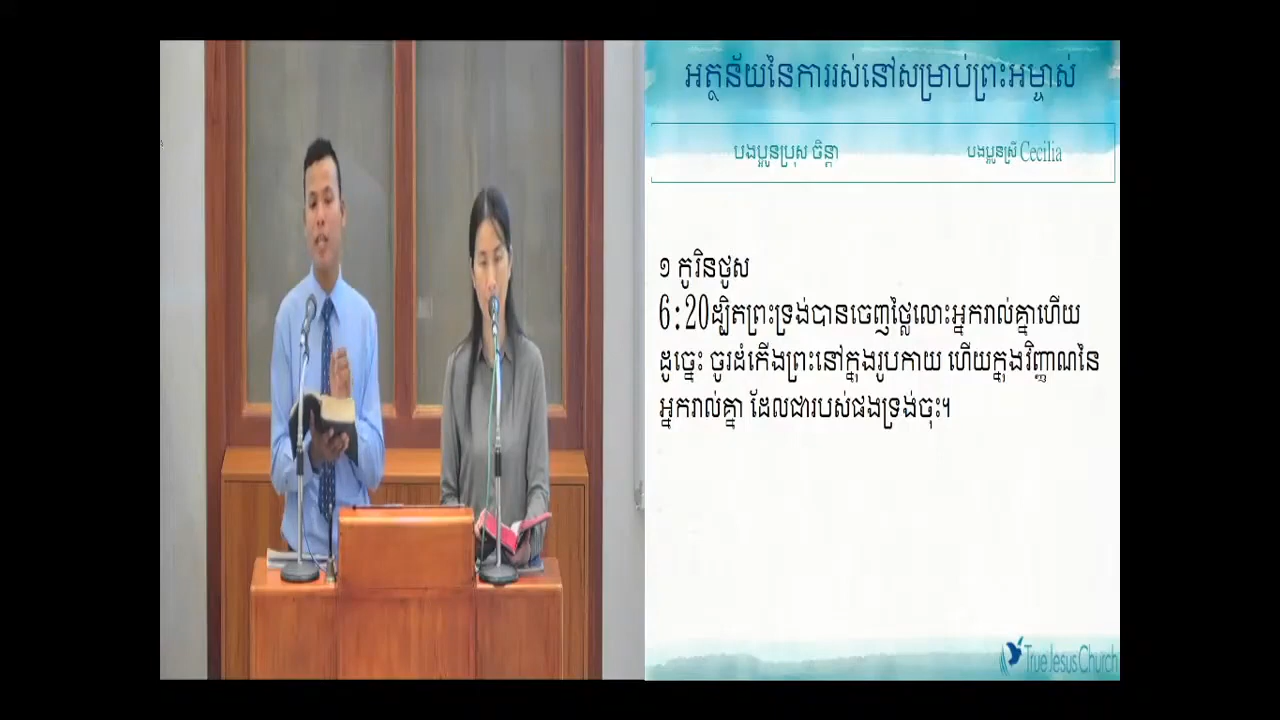 អត្ថន័យនៃការរស់នៅសម្រាប់ព្រះអម្ចាស់
បងប្អូនប្រុស ចិន្តា
បងប្អូនស្រី Cecilia
១ កូរិនថូស
6:20ដ្បិតព្រះទ្រង់បានចេញថ្លៃលោះអ្នករាល់គ្នាហើយ
ដូច្នេះ ចូរដំកើងព្រះនៅក្នុងរូបកាយ ហើយក្នុងវិញ្ញាណនៃ
អ្នករាល់គ្នា ដែលជារបស់ផងទ្រង់ចុះ។
True Jesus Church